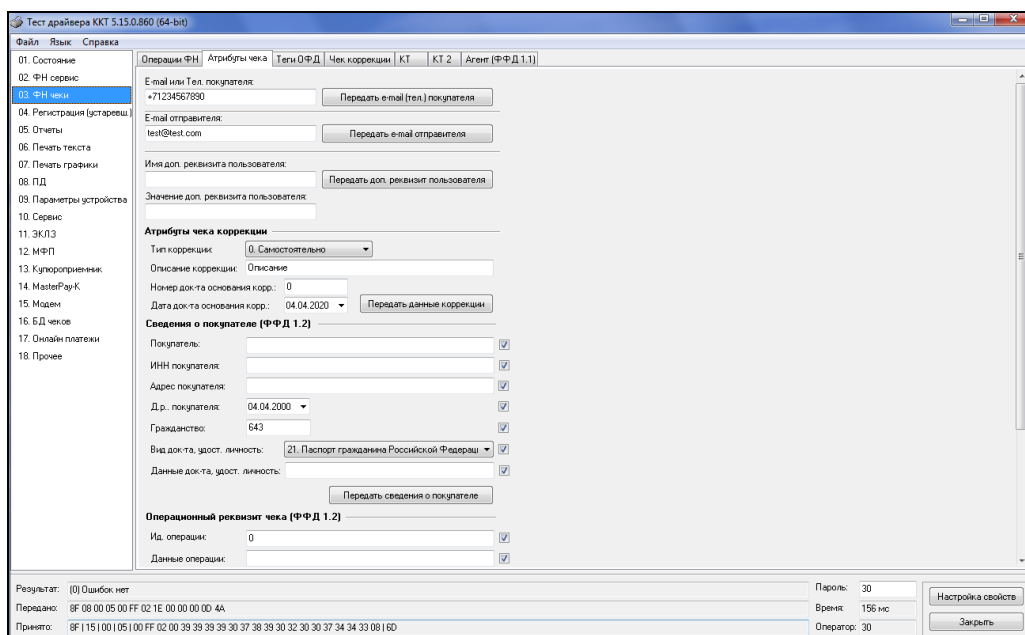 Тест драйвера ККТ 5.15.0.860 (64-bit)
Файл Язык Справка
01. Состояние
02. ФН сервис
03. ФН чеки
04. Регистрация (устаревш.)
05. Отчеты
06. Печать текста
07. Печать графики
08. ПД
09. Параметры устройства
10. Сервис
11. ЭКЛЗ
12. МФП
13. Купюроприемник
14. MasterPay-К
15. Модем
16. БД чеков
17. Онлайн платежи
18. Прочее
Операции ФН Атрибуты чека Теги ОФД Чек коррекции КТ КТ 2 Агент (ФФД 1.1)
E-mail или Тел. покупателя:
+71234567890 Передать e-mail (тел.) покупателя
E-mail отправителя:
test@test.com Передать e-mail отправителя
Имя доп. реквизита пользователя:
Передать доп. реквизит пользователя
Значение доп. реквизита пользователя:
Атрибуты чека коррекции
Тип коррекции: 0. Самостоятельно
Описание коррекции: Описание
Номер док-та основания корр.: 0
Дата док-та основания корр.: 04.04.2020 Передать данные коррекции
Сведения о покупателе (ФФД 1.2)
Покупатель:
ИНН покупателя:
Адрес покупателя:
Д.р.. покупателя: 04.04.2000
Гражданство: 643
Вид док-та, удост. личность: 21. Паспорт гражданина Российской Федерац
Данные док-та, удост. личность:
Передать сведения о покупателе
Операционный реквизит чека (ФФД 1.2)
Ид. операции: 0
Данные операции:
Результат: (0) Ошибок нет
Передано: 8F 08 00 05 00 FF 02 1E 00 00 00 0D 4A
Принято: 8F | 15 | 00 | 05 | 00 FF 02 00 39 39 39 39 30 37 38 39 30 32 30 30 37 34 34 33 08 | 6D
Пароль: 30
Время: 156 мс
Оператор: 30
Настройка свойств
Закрыть